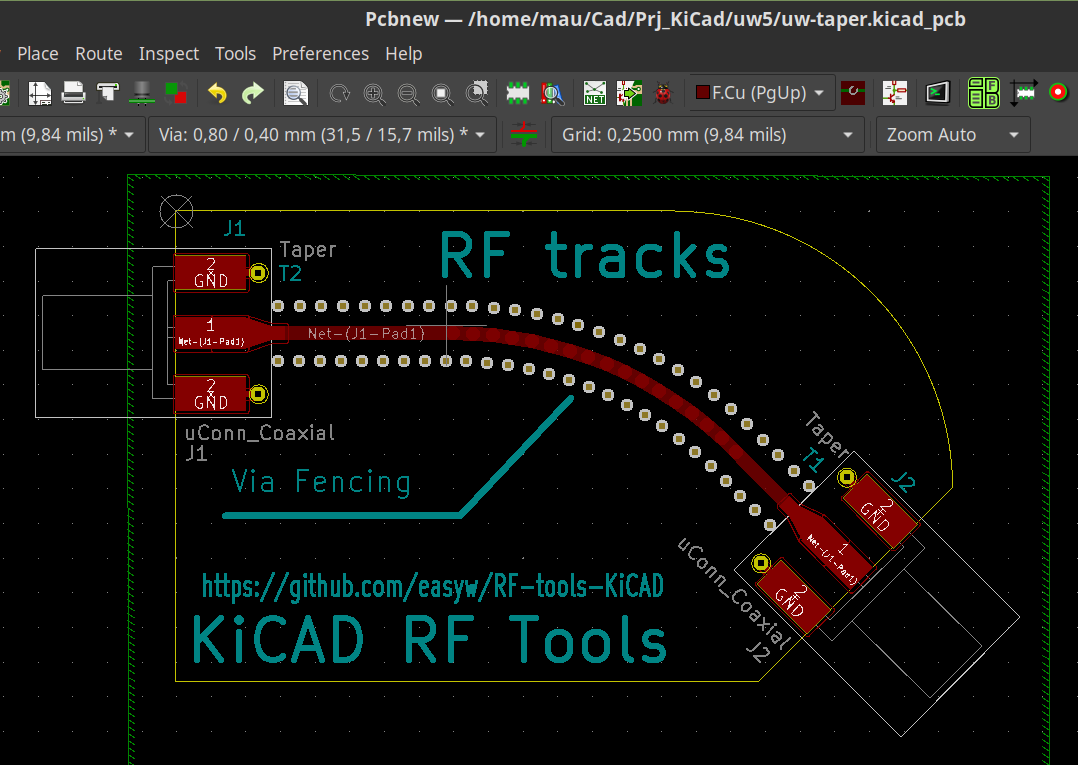 Pcbnew — /home/mau/Cad/Prj_KiCad/uw5/uw-taper.kicad_pcb
Place Route Inspect Tools Preferences Help
NET F.Cu (PgUp)
m (9,84 mils) * Via: 0,80 / 0,40 mm (31,5 / 15,7 mils) * Grid: 0,2500 mm (9,84 mils) Zoom Auto
J1
Taper
T2
RF tracks
2
GND
1
Net-(J1-Pad1)
Net-(J1-Pad1)
2
GND
uConn_Coaxial
J1
Via Fencing
Taper
T1
J2
2
GND
1
Net-(J1-Pad1)
2
GND
uConn_Coaxial
J2
https://github.com/easyw/RF-tools-KiCAD
KiCAD RF Tools